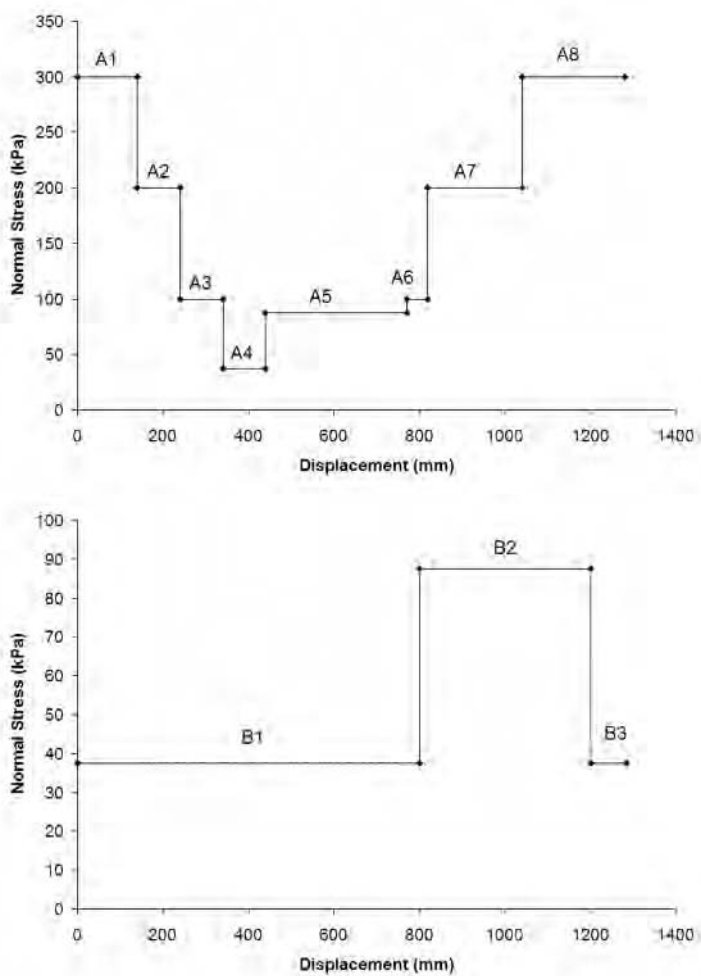 350
300
250
200
150
100
50
0
A1
A2
A3
A4
A5
A6
A7
A8
0 200 400 600 800 1000 1200 1400
Normal Stress (kPa)
Displacement (mm)
100
90
80
70
60
50
40
30
20
10
0
B1
B2
B3
0 200 400 600 800 1000 1200 1400
Normal Stress (kPa)
Displacement (mm)